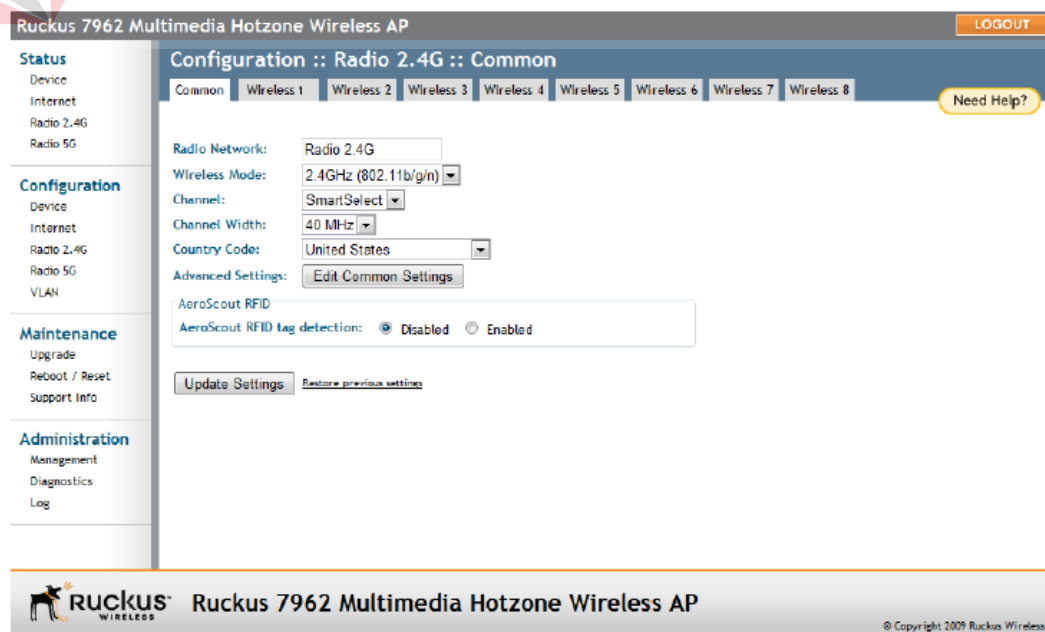 Ruckus 7962 Multimedia Hotzone Wireless AP
LOGOUT
Status
Device
Internet
Radio 2.4G
Radio 5G
Configuration
Device
Internet
Radio 2.4G
Radio 5G
VLAN
Maintenance
Upgrade
Reboot / Reset
Support Info
Administration
Management
Diagnostics
Log
Configuration :: Radio 2.4G :: Common
Common Wireless 1 Wireless 2 Wireless 3 Wireless 4 Wireless 5 Wireless 6 Wireless 7 Wireless 8
Need Help?
Radio Network: Radio 2.4G
Wireless Mode: 2.4GHz (802.11b/g/n)
Channel: SmartSelect
Channel Width: 40 MHz
Country Code: United States
Advanced Settings: Edit Common Settings
AeroScout RFID
AeroScout RFID tag detection: Disabled Enabled
Update Settings Restore previous settings
RUCKUS WIRELESS
Ruckus 7962 Multimedia Hotzone Wireless AP
© Copyright 2009 Ruckus Wireless